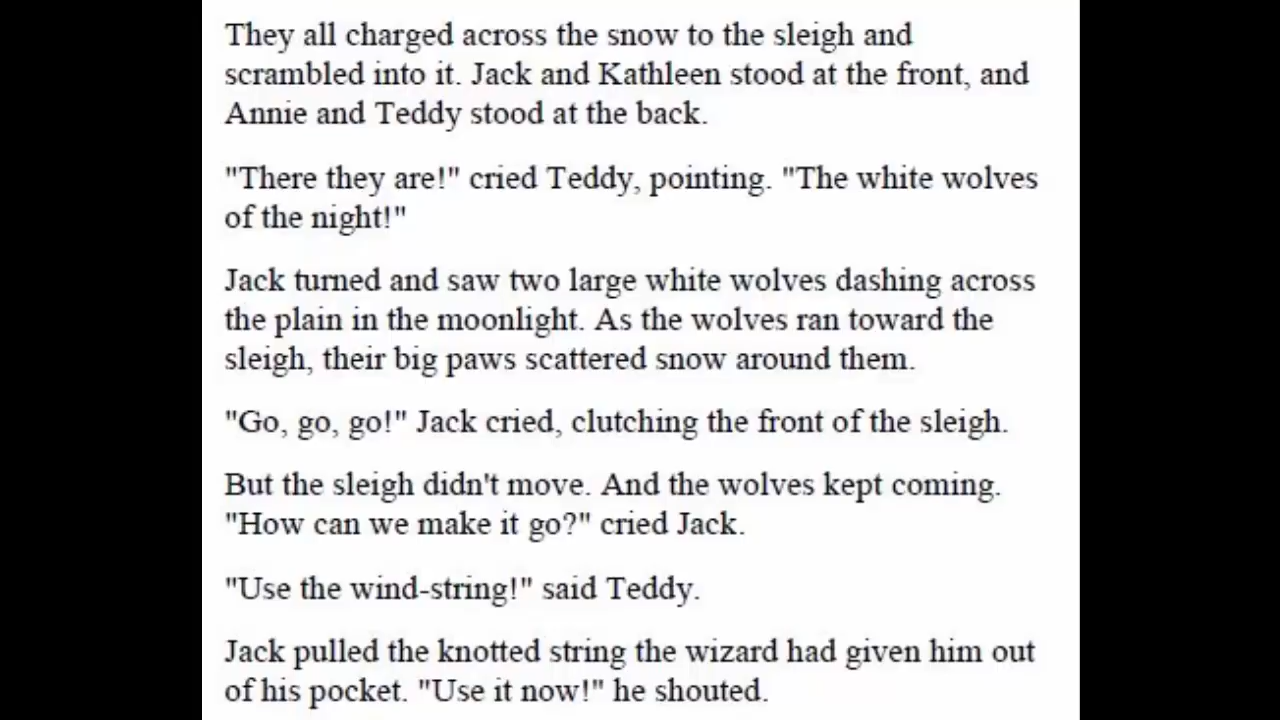 They all charged across the snow to the sleigh and
scrambled into it. Jack and Kathleen stood at the front, and
Annie and Teddy stood at the back.
"There they are!" cried Teddy, pointing. "The white wolves
of the night!"
Jack turned and saw two large white wolves dashing across
the plain in the moonlight. As the wolves ran toward the
sleigh, their big paws scattered snow around them.
"Go, go, go!" Jack cried, clutching the front of the sleigh.
But the sleigh didn't move. And the wolves kept coming.
"How can we make it go?" cried Jack.
"Use the wind-string!" said Teddy.
Jack pulled the knotted string the wizard had given him out
of his pocket. "Use it now!" he shouted.